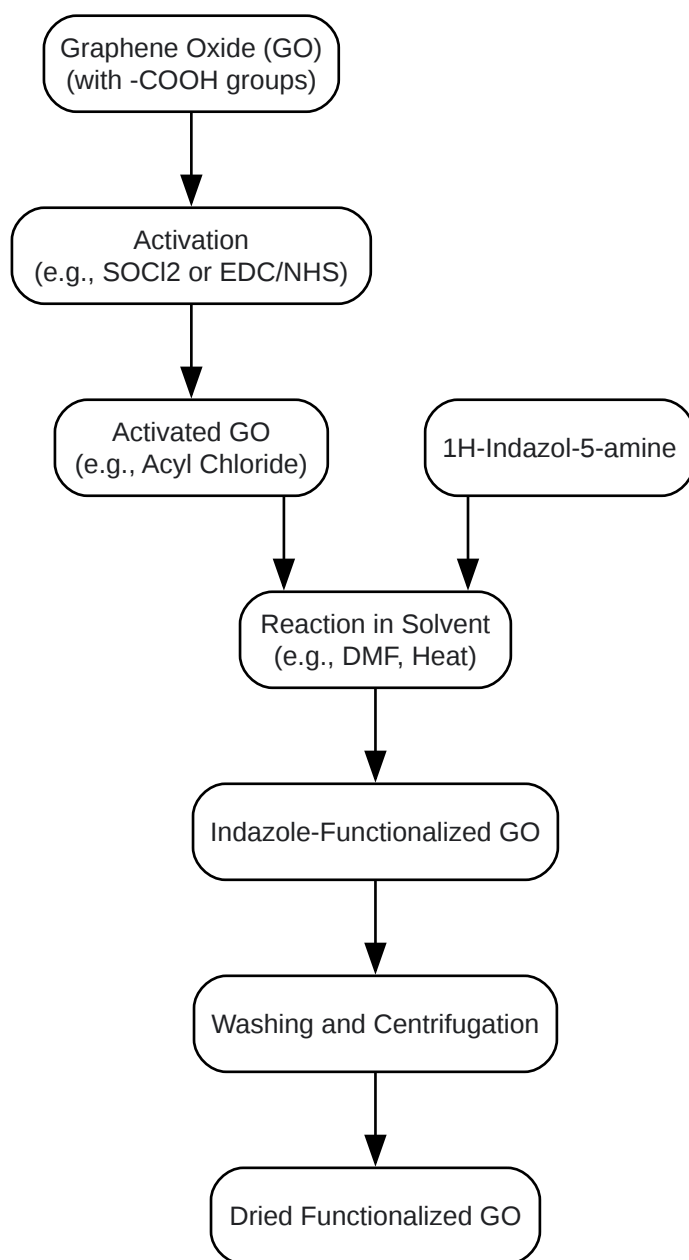 Graphene Oxide (GO)
(with -COOH groups)
Activation
(e.g., SOCl2 or EDC/NHS)
Activated GO
(e.g., Acyl Chloride)
1H-Indazol-5-amine
Reaction in Solvent
(e.g., DMF, Heat)
Indazole-Functionalized GO
Washing and Centrifugation
Dried Functionalized GO